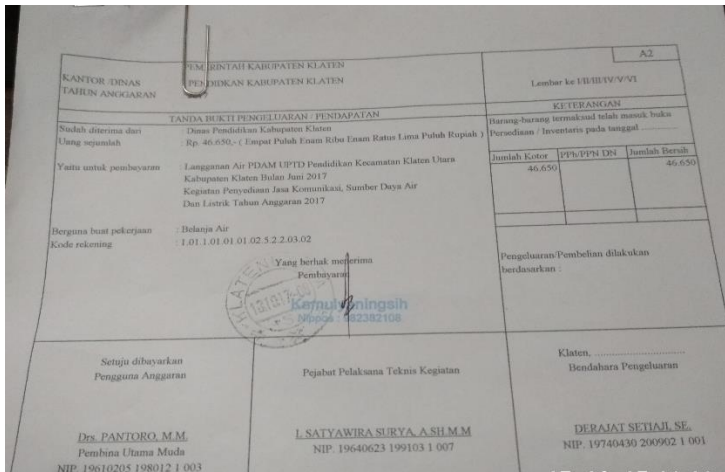 A2
KANTOR /DINAS
TAHUN ANGGARAN
PEMERINTAH KABUPATEN KLATEN
PENDIDKAN KABUPATEN KLATEN
Lembar ke I/II/III/IV/V/VI
TANDA BUKTI PENGELUARAN / PENDAPATAN
KETERANGAN
Sudah diterima dari : Dinas Pendidikan Kabupaten Klaten
Uang sejumlah : Rp. 46.650,- ( Empat Puluh Enam Ribu Enam Ratus Lima Puluh Rupiah )
Barang-barang termaksud telah masuk buku
Persediaan / Inventaris pada tanggal ................
Yaitu untuk pembayaran : Langganan Air PDAM UPTD Pendidikan Kecamatan Klaten Utara
Kabupaten Klaten Bulan Juni 2017
Kegiatan Penyediaan Jasa Komunikasi, Sumber Daya Air
Dan Listrik Tahun Anggaran 2017
Jumlah Kotor PPh/PPN DN Jumlah Bersih
46.650 46.650
Berguna buat pekerjaan : Belanja Air
Kode rekening : 1.01.1.01.01.01.02.5.2.2.03.02
Yang berhak menerima
Pembayaran
Pengeluaran/Pembelian dilakukan
berdasarkan :
KLATEN
Kamulyaningsih
Nippos : 982382108
Setuju dibayarkan
Pengguna Anggaran
Pejabat Pelaksana Teknis Kegiatan
Klaten, ................................
Bendahara Pengeluaran
Drs. PANTORO, M.M.
Pembina Utama Muda
NIP. 19610205 198012 1 003
I. SATYAWIRA SURYA, A.SH.M.M
NIP. 19640623 199103 1 007
DERAJAT SETIAJI, SE.
NIP. 19740430 200902 1 001